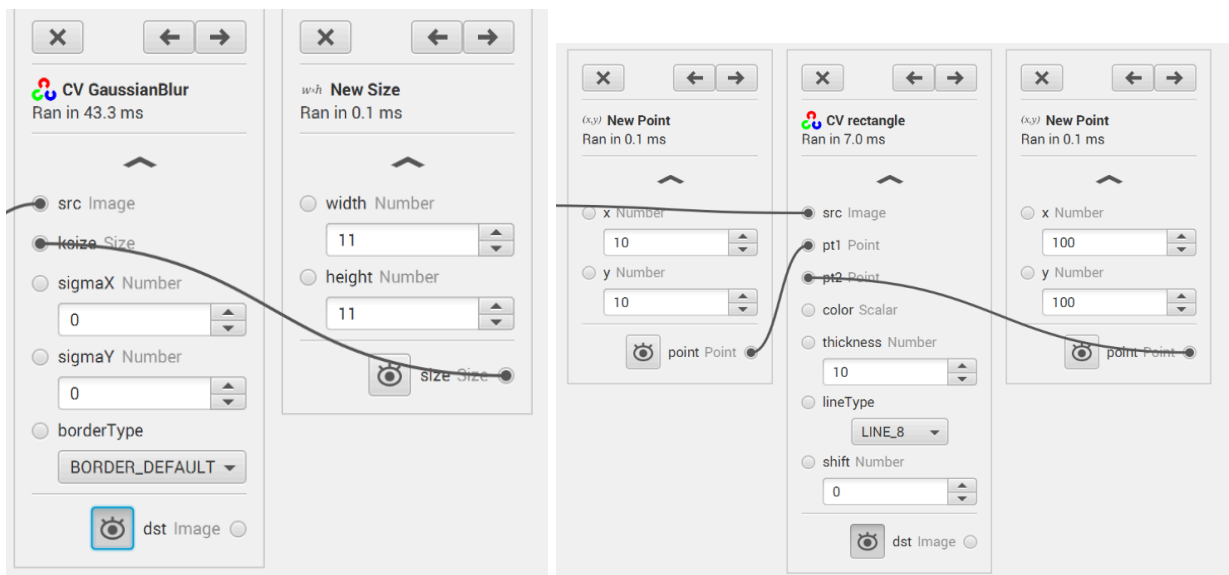 CV GaussianBlur
Ran in 43.3 ms
src Image
ksize Size
sigmaX Number
0
sigmaY Number
0
borderType
BORDER_DEFAULT
dst Image
w×h New Size
Ran in 0.1 ms
width Number
11
height Number
11
size Size
(x,y) New Point
Ran in 0.1 ms
x Number
10
y Number
10
point Point
CV rectangle
Ran in 7.0 ms
src Image
pt1 Point
pt2 Point
color Scalar
thickness Number
10
lineType
LINE_8
shift Number
0
dst Image
(x,y) New Point
Ran in 0.1 ms
x Number
100
y Number
100
point Point